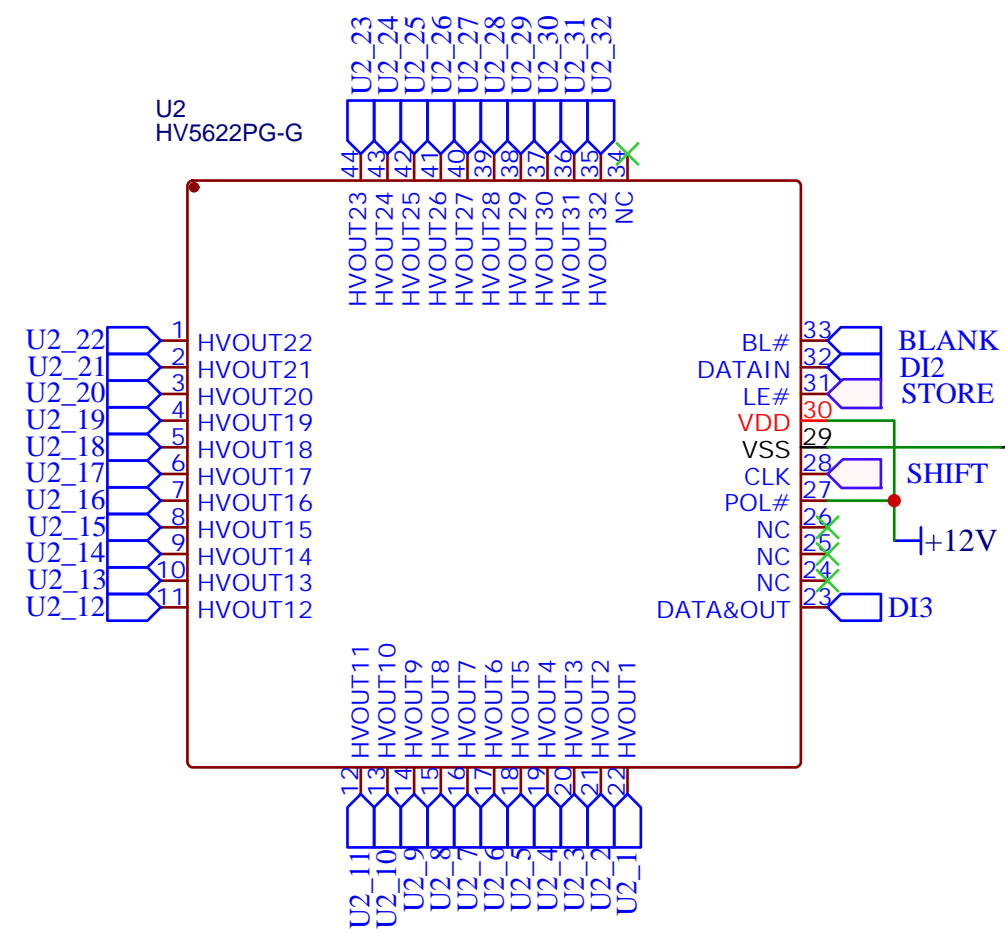 U2
HV5622PG-G
U2_23
U2_24
U2_25
U2_26
U2_27
U2_28
U2_29
U2_30
U2_31
U2_32
44
43
42
41
40
39
38
37
36
35
34
HVOUT23
HVOUT24
HVOUT25
HVOUT26
HVOUT27
HVOUT28
HVOUT29
HVOUT30
HVOUT31
HVOUT32
NC
U2_22 1 HVOUT22
U2_21 2 HVOUT21
U2_20 3 HVOUT20
U2_19 4 HVOUT19
U2_18 5 HVOUT18
U2_17 6 HVOUT17
U2_16 7 HVOUT16
U2_15 8 HVOUT15
U2_14 9 HVOUT14
U2_13 10 HVOUT13
U2_12 11 HVOUT12
BL# 33 BLANK
DATAIN 32 DI2
LE# 31 STORE
VDD 30
VSS 29
CLK 28 SHIFT
POL# 27
NC 26
+12V
NC 25
NC 24
DATA&OUT 23 DI3
HVOUT11
HVOUT10
HVOUT9
HVOUT8
HVOUT7
HVOUT6
HVOUT5
HVOUT4
HVOUT3
HVOUT2
HVOUT1
12
13
14
15
16
17
18
19
20
21
22
U2_11
U2_10
U2_9
U2_8
U2_7
U2_6
U2_5
U2_4
U2_3
U2_2
U2_1